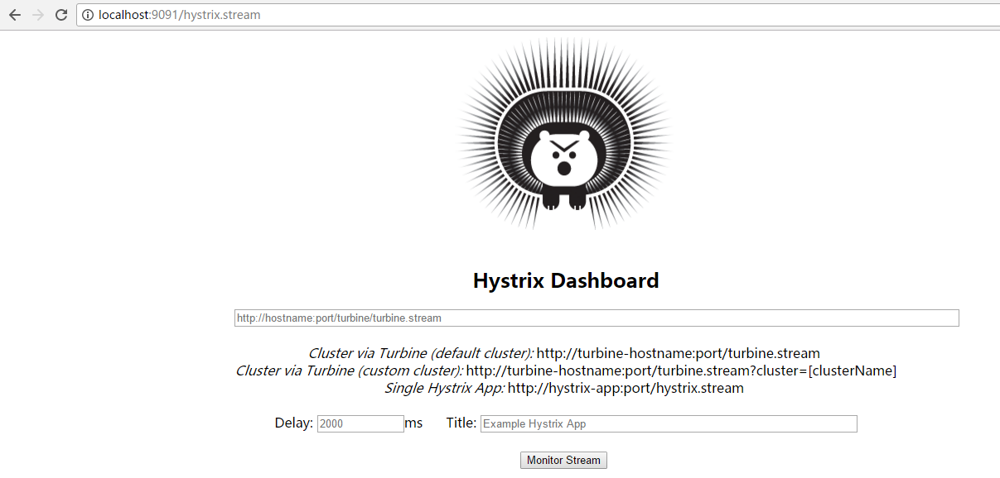 localhost:9091/hystrix.stream
Hystrix Dashboard
http://hostname:port/turbine/turbine.stream
Cluster via Turbine (default cluster): http://turbine-hostname:port/turbine.stream
Cluster via Turbine (custom cluster): http://turbine-hostname:port/turbine.stream?cluster=[clusterName]
Single Hystrix App: http://hystrix-app:port/hystrix.stream
Delay: 2000 ms Title: Example Hystrix App
Monitor Stream